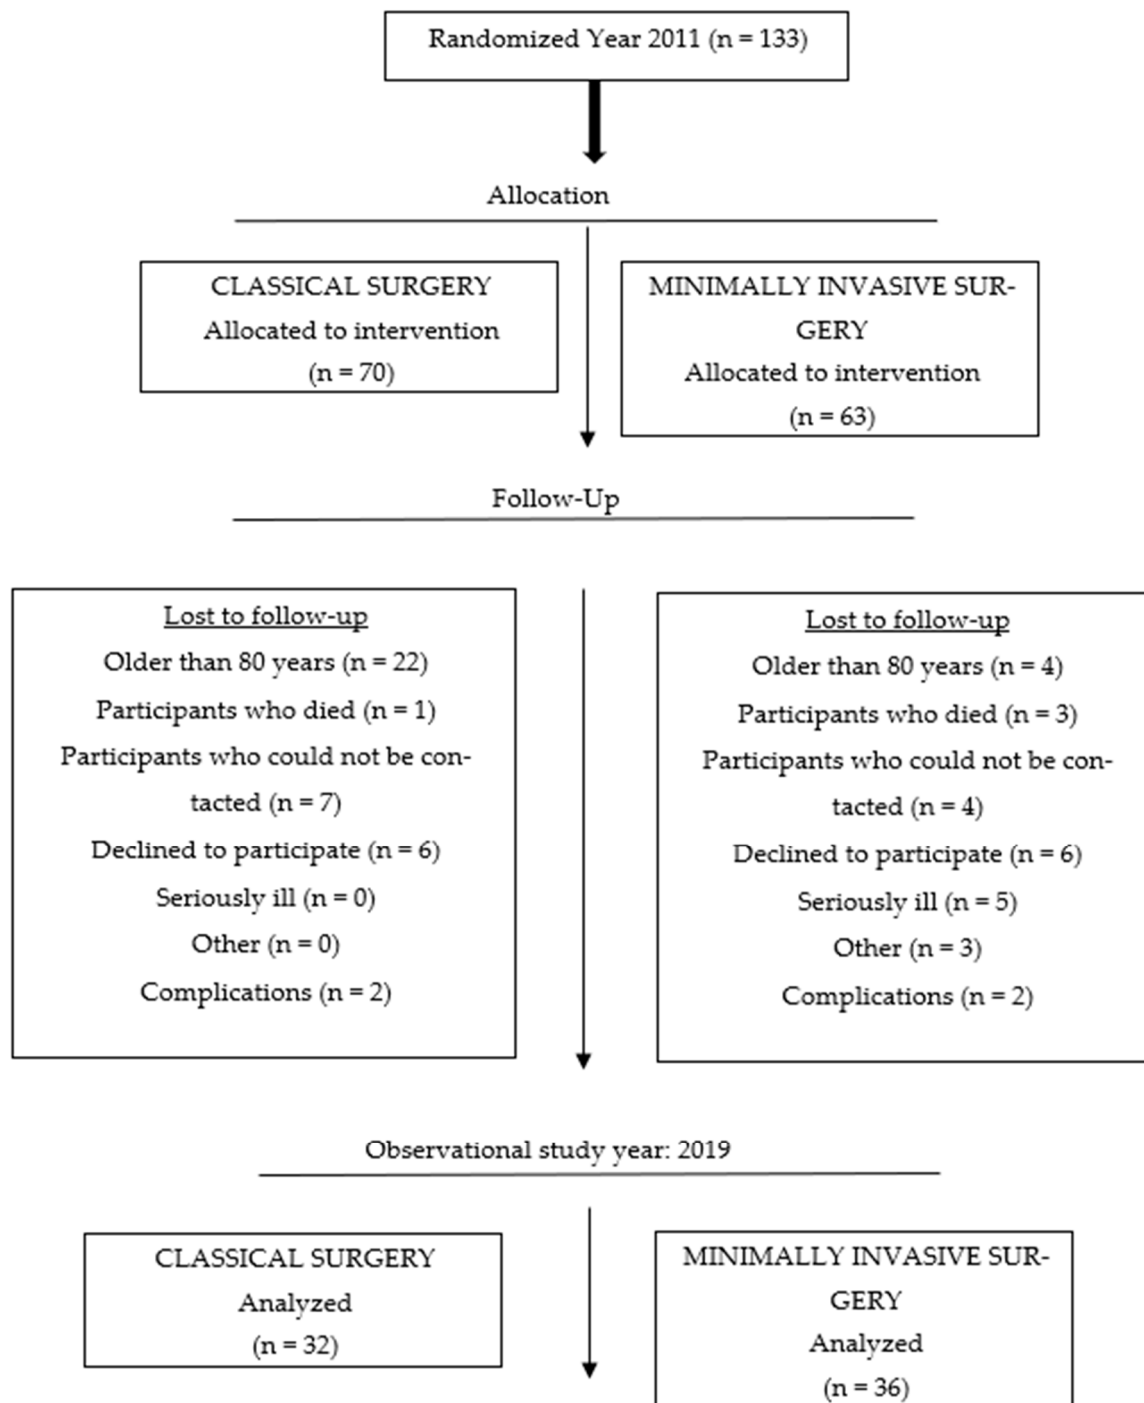 Randomized Year 2011 (n = 133)
Allocation
CLASSICAL SURGERY
Allocated to intervention
(n = 70)
MINIMALLY INVASIVE SUR-
GERY
Allocated to intervention
(n = 63)
Follow-Up
Lost to follow-up
Older than 80 years (n = 22)
Participants who died (n = 1)
Participants who could not be con-
tacted (n = 7)
Declined to participate (n = 6)
Seriously ill (n = 0)
Other (n = 0)
Complications (n = 2)
Lost to follow-up
Older than 80 years (n = 4)
Participants who died (n = 3)
Participants who could not be con-
tacted (n = 4)
Declined to participate (n = 6)
Seriously ill (n = 5)
Other (n = 3)
Complications (n = 2)
Observational study year: 2019
CLASSICAL SURGERY
Analyzed
(n = 32)
MINIMALLY INVASIVE SUR-
GERY
Analyzed
(n = 36)